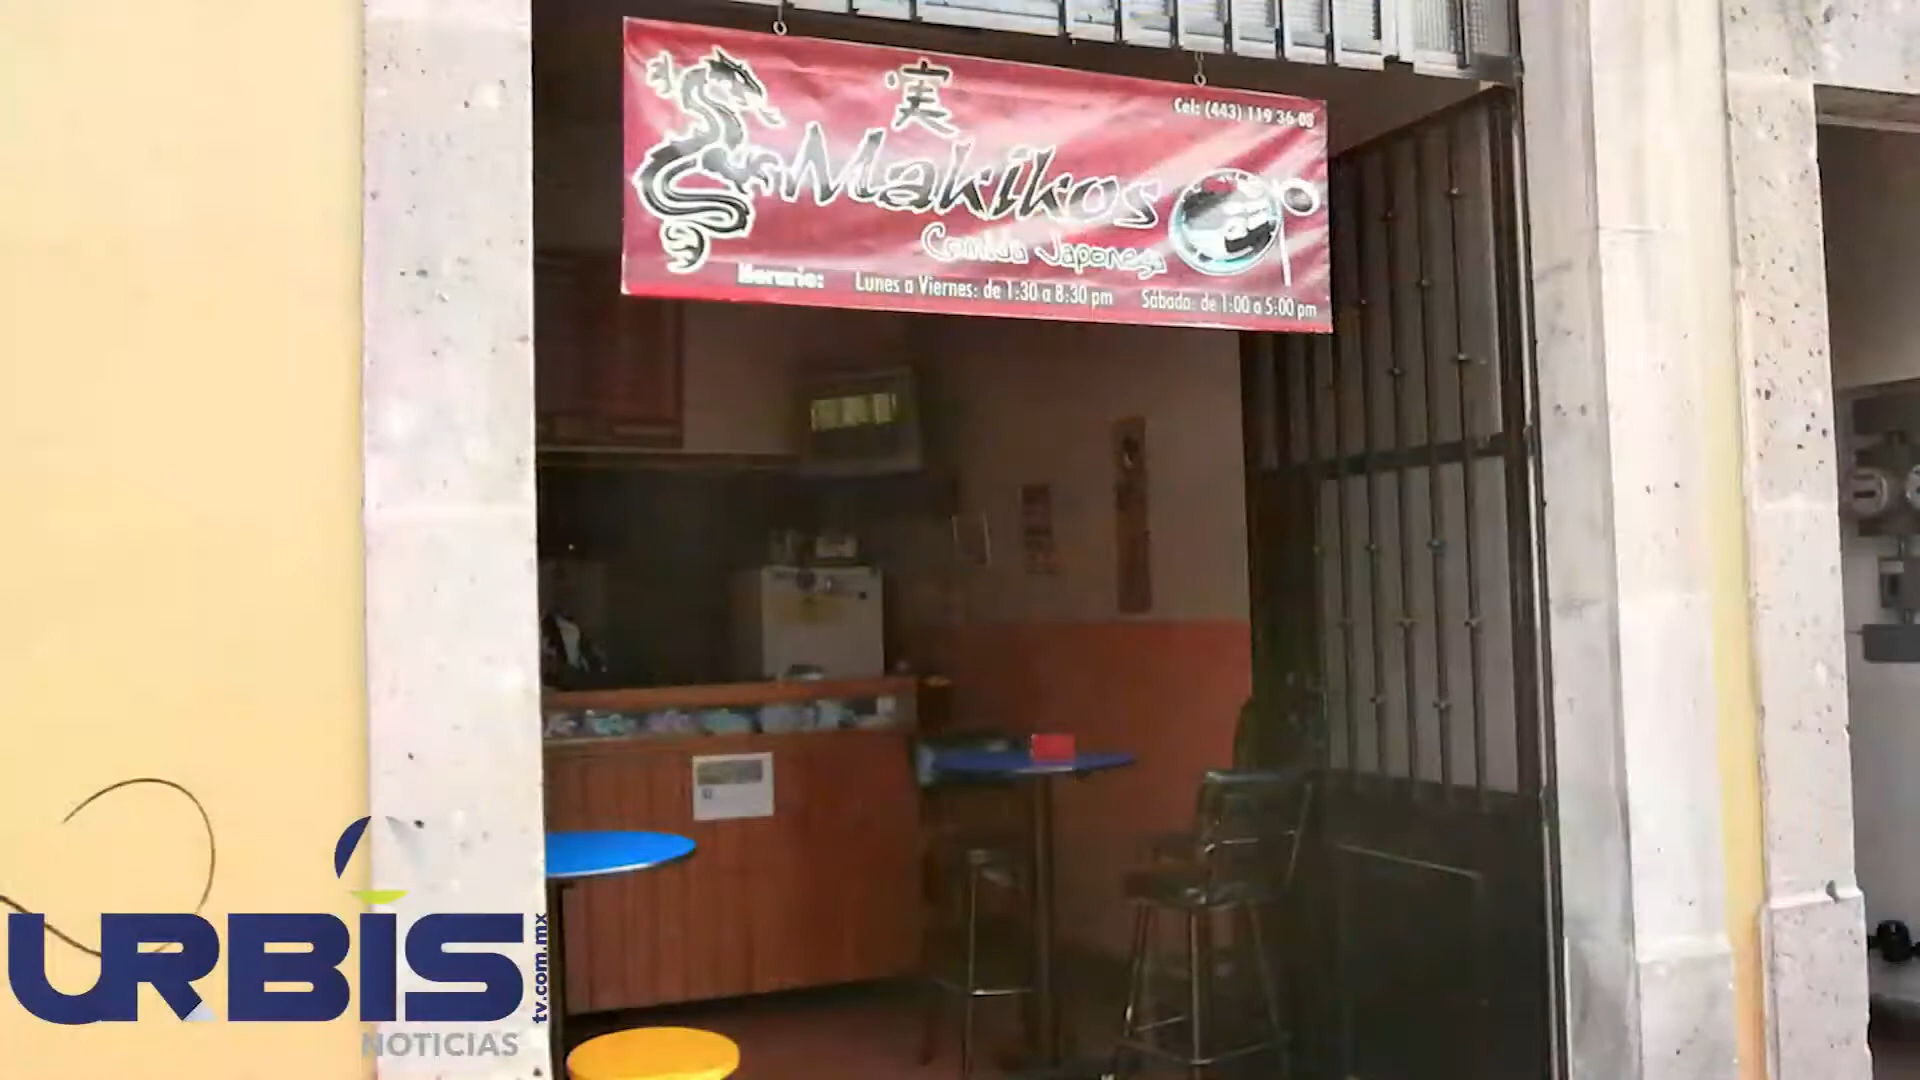 実
Cel: (443) 119 36 08
Makikos
Comida Japonesa
Horario: Lunes a Viernes: de 1:30 a 8:30 pm Sábado: de 1:00 a 5:00 pm
URBIS
tv.com.mx
NOTICIAS